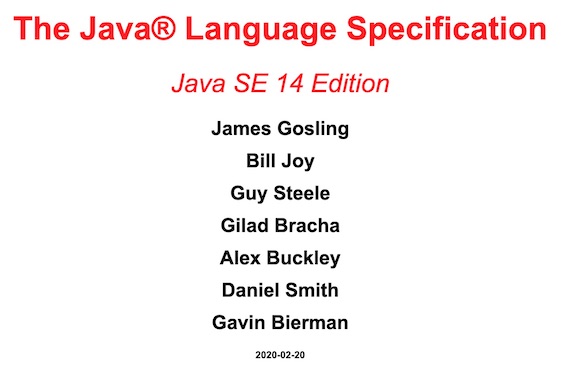 The Java® Language Specification
Java SE 14 Edition
James Gosling
Bill Joy
Guy Steele
Gilad Bracha
Alex Buckley
Daniel Smith
Gavin Bierman
2020-02-20